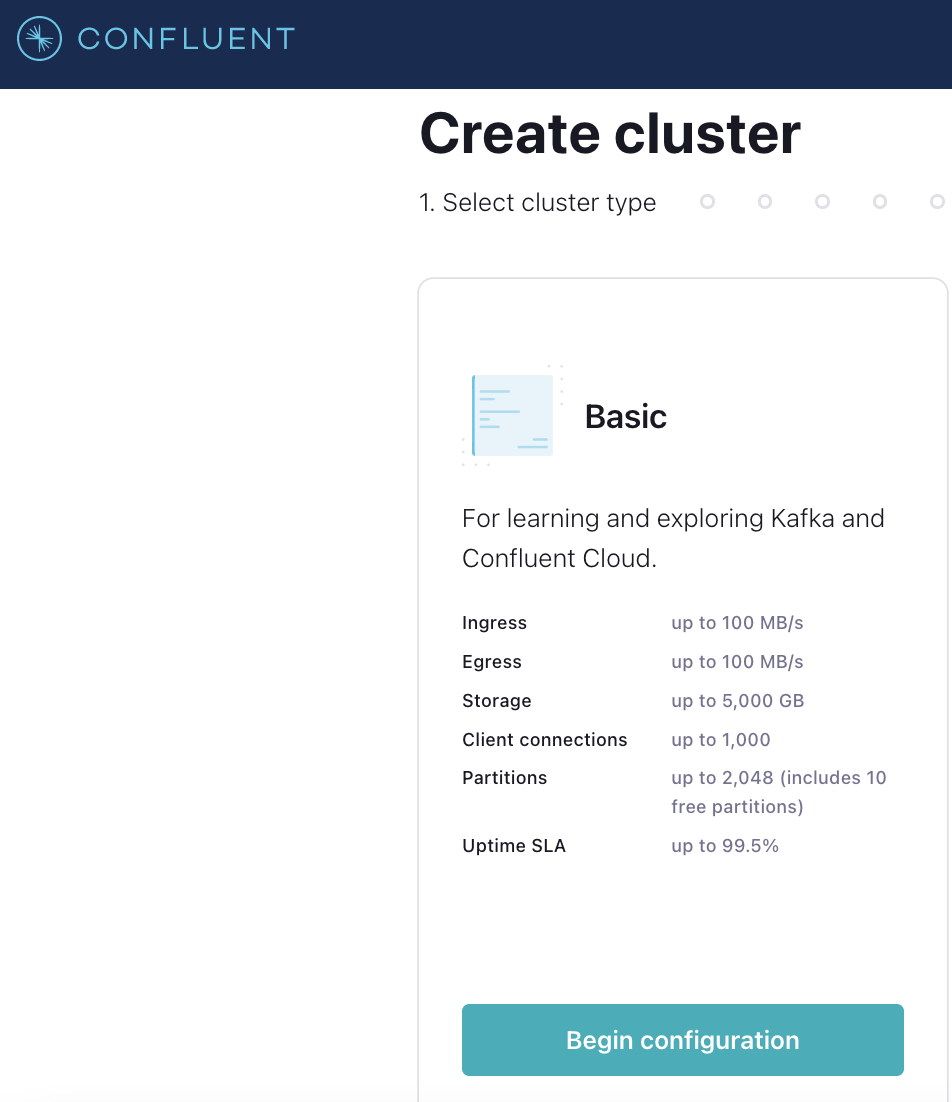 CONFLUENT
Create cluster
1. Select cluster type
Basic
For learning and exploring Kafka and
Confluent Cloud.
Ingress up to 100 MB/s
Egress up to 100 MB/s
Storage up to 5,000 GB
Client connections up to 1,000
Partitions up to 2,048 (includes 10
free partitions)
Uptime SLA up to 99.5%
Begin configuration